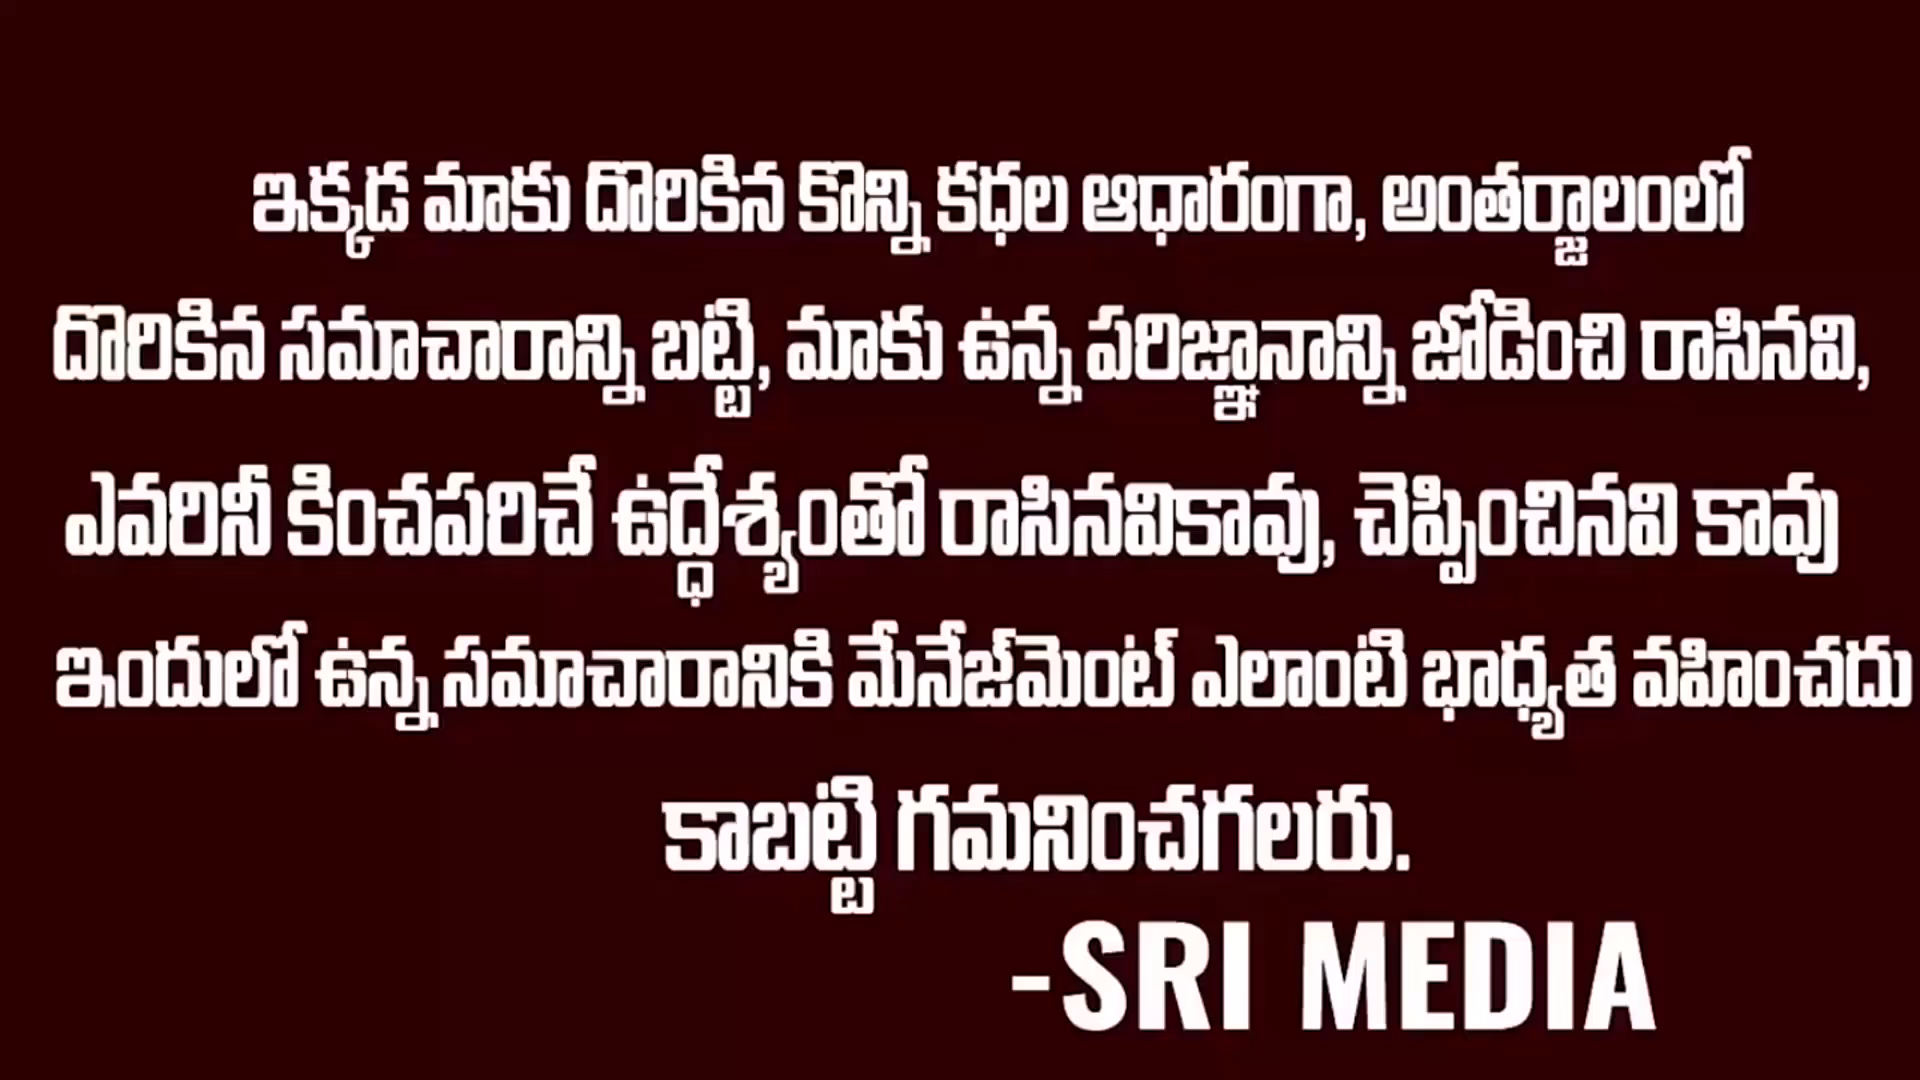 ఇక్కడ మాకు దొరికిన కొన్ని కధల ఆధారంగా, అంతర్జాలంలో
దొరికిన సమాచారాన్ని బట్టి, మాకు ఉన్న పరిజ్ఞానాన్ని జోడించి రాసినవి,
ఎవరినీ కించపరిచే ఉద్ధేశ్యంతో రాసినవికావు, చెప్పించినవి కావు
ఇందులో ఉన్న సమాచారానికి మేనేజ్‌మెంట్ ఎలాంటి భాధ్యత వహించదు
కాబట్టి గమనించగలరు.
-SRI MEDIA